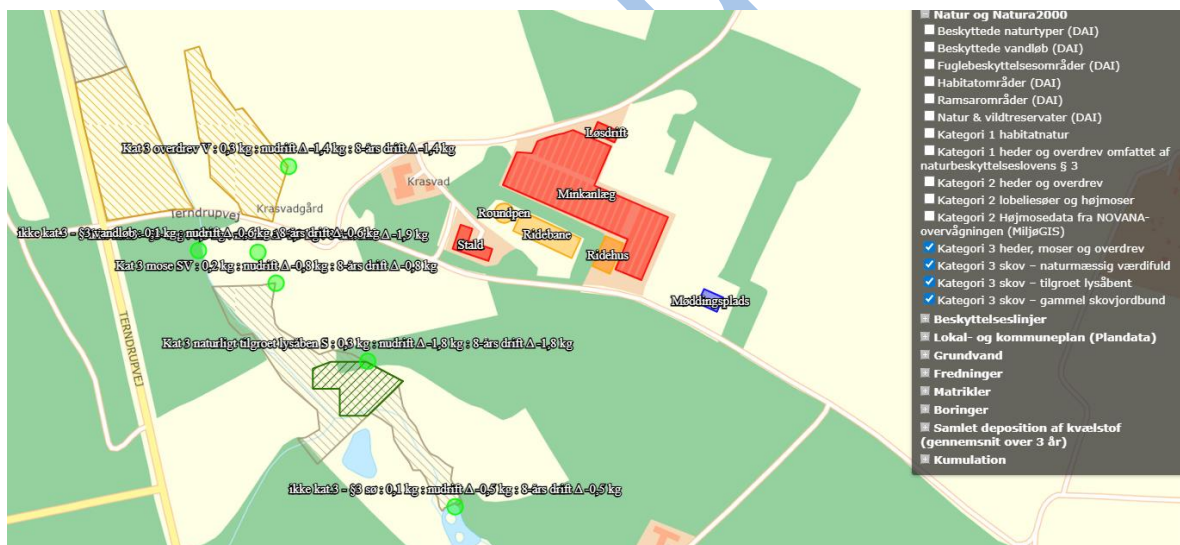 Kat 3 overdrev V : 0,3 kg : nudrift Δ -1,4 kg : 8-års drift Δ -1,4 kg
Krasvad
Løsdrift
Minkanlæg
Terndrupvej
Krasvadgård
Roundpen
Ridebane
Stald
Ridehus
Møddingsplads
ikke kat 3 - §3 vandløb : 0,1 kg : nudrift Δ -0,6 kg : 8-års drift Δ -0,6 kg
-1,9 kg
Kat 3 mose SV : 0,2 kg : nudrift Δ -0,8 kg : 8-års drift Δ -0,8 kg
TERNDRUPVEJ
Kat 3 naturligt tilgroet lysåben S : 0,3 kg : nudrift Δ -1,8 kg : 8-års drift Δ -1,8 kg
ikke kat 3 - §3 sø : 0,1 kg : nudrift Δ -0,5 kg : 8-års drift Δ -0,5 kg
Natur og Natura2000
Beskyttede naturtyper (DAI)
Beskyttede vandløb (DAI)
Fuglebeskyttelsesområder (DAI)
Habitatområder (DAI)
Ramsarområder (DAI)
Natur & vildtreservater (DAI)
Kategori 1 habitatnatur
Kategori 1 heder og overdrev omfattet af
naturbeskyttelseslovens § 3
Kategori 2 heder og overdrev
Kategori 2 lobeliesøer og højmoser
Kategori 2 Højmosedata fra NOVANA-
overvågningen (MiljøGIS)
Kategori 3 heder, moser og overdrev
Kategori 3 skov – naturmæssig værdifuld
Kategori 3 skov – tilgroet lysåbent
Kategori 3 skov – gammel skovjordbund
Beskyttelseslinjer
Lokal- og kommuneplan (Plandata)
Grundvand
Fredninger
Matrikler
Boringer
Samlet deposition af kvælstof
(gennemsnit over 3 år)
Kumulation